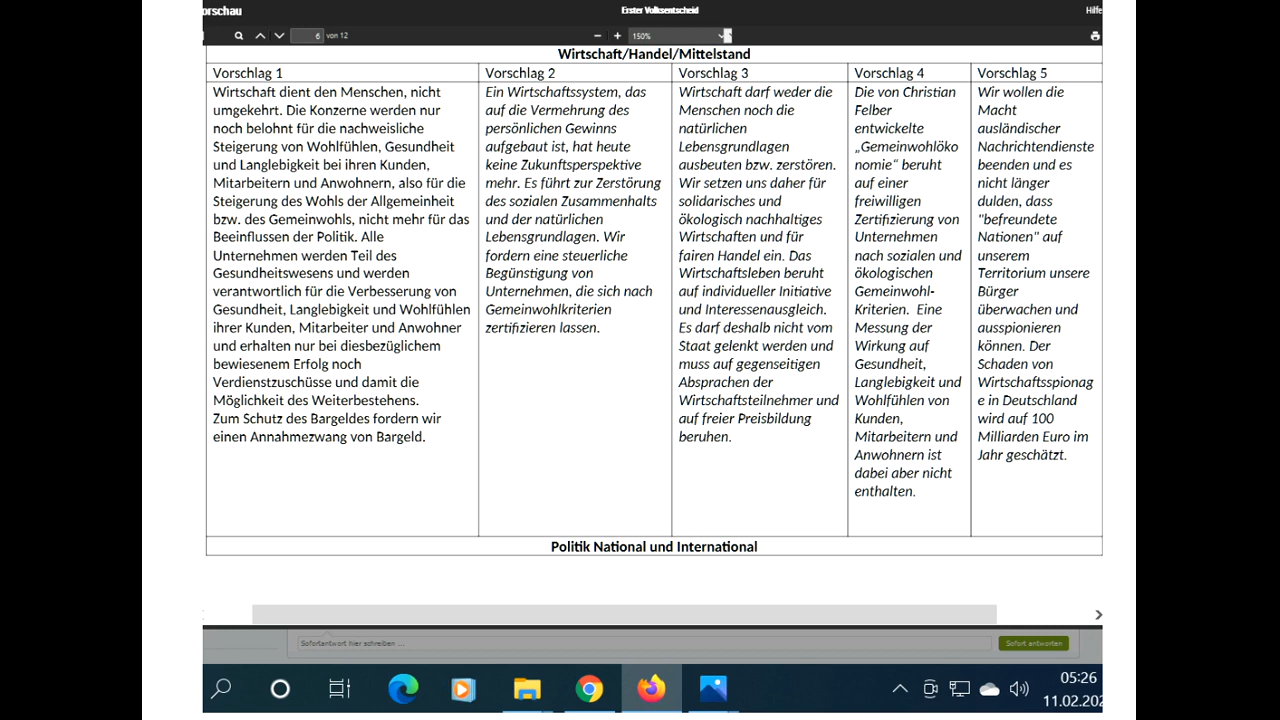 orschau
Erster Volksentscheid
Hilfe
6 von 12
150%
Wirtschaft/Handel/Mittelstand
Vorschlag 1
Wirtschaft dient den Menschen, nicht
umgekehrt. Die Konzerne werden nur
noch belohnt für die nachweisliche
Steigerung von Wohlfühlen, Gesundheit
und Langlebigkeit bei ihren Kunden,
Mitarbeitern und Anwohnern, also für die
Steigerung des Wohls der Allgemeinheit
bzw. des Gemeinwohls, nicht mehr für das
Beeinflussen der Politik. Alle
Unternehmen werden Teil des
Gesundheitswesens und werden
verantwortlich für die Verbesserung von
Gesundheit, Langlebigkeit und Wohlfühlen
ihrer Kunden, Mitarbeiter und Anwohner
und erhalten nur bei diesbezüglichem
bewiesenem Erfolg noch
Verdienstzuschüsse und damit die
Möglichkeit des Weiterbestehens.
Zum Schutz des Bargeldes fordern wir
einen Annahmezwang von Bargeld.
Vorschlag 2
Ein Wirtschaftssystem, das
auf die Vermehrung des
persönlichen Gewinns
aufgebaut ist, hat heute
keine Zukunftsperspektive
mehr. Es führt zur Zerstörung
des sozialen Zusammenhalts
und der natürlichen
Lebensgrundlagen. Wir
fordern eine steuerliche
Begünstigung von
Unternehmen, die sich nach
Gemeinwohlkriterien
zertifizieren lassen.
Vorschlag 3
Wirtschaft darf weder die
Menschen noch die
natürlichen
Lebensgrundlagen
ausbeuten bzw. zerstören.
Wir setzen uns daher für
solidarisches und
ökologisch nachhaltiges
Wirtschaften und für
fairen Handel ein. Das
Wirtschaftsleben beruht
auf individueller Initiative
und Interessenausgleich.
Es darf deshalb nicht vom
Staat gelenkt werden und
muss auf gegenseitigen
Absprachen der
Wirtschaftsteilnehmer und
auf freier Preisbildung
beruhen.
Vorschlag 4
Die von Christian
Felber
entwickelte
„Gemeinwohlöko
nomie“ beruht
auf einer
freiwilligen
Zertifizierung von
Unternehmen
nach sozialen und
ökologischen
Gemeinwohl-
Kriterien. Eine
Messung der
Wirkung auf
Gesundheit,
Langlebigkeit und
Wohlfühlen von
Kunden,
Mitarbeitern und
Anwohnern ist
dabei aber nicht
enthalten.
Vorschlag 5
Wir wollen die
Macht
ausländischer
Nachrichtendienste
beenden und es
nicht länger
dulden, dass
"befreundete
Nationen" auf
unserem
Territorium unsere
Bürger
überwachen und
ausspionieren
können. Der
Schaden von
Wirtschaftsspionag
e in Deutschland
wird auf 100
Milliarden Euro im
Jahr geschätzt.
Politik National und International
Sofortantwort hier schreiben ...
Sofort antworten
05:26
11.02.202